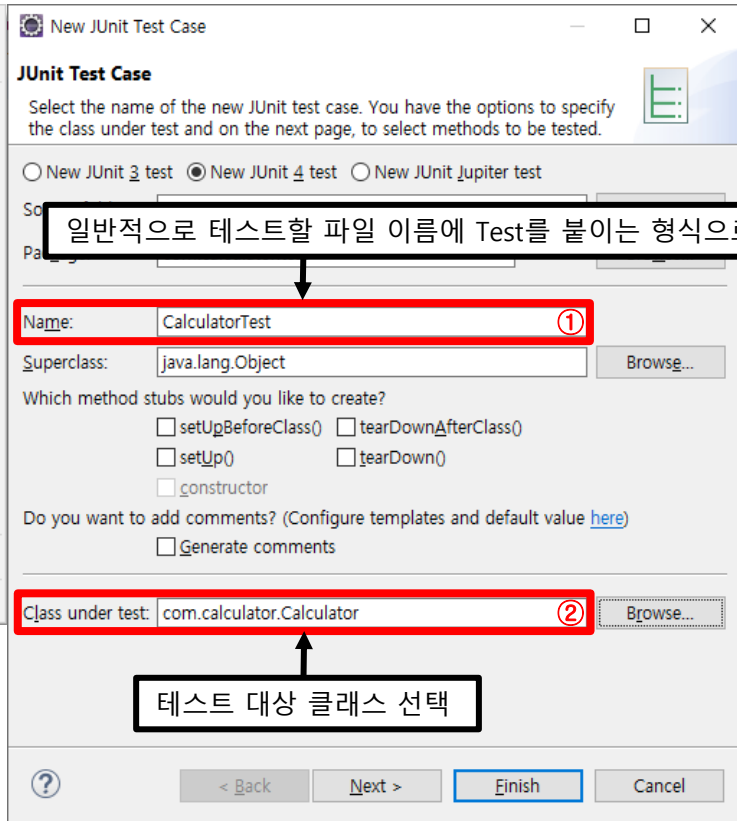 New JUnit Test Case
JUnit Test Case
Select the name of the new JUnit test case. You have the options to specify
the class under test and on the next page, to select methods to be tested.
New JUnit 3 test New JUnit 4 test New JUnit Jupiter test
일반적으로 테스트할 파일 이름에 Test를 붙이는 형식으로
Name: CalculatorTest ①
Superclass: java.lang.Object Browse...
Which method stubs would you like to create?
setUpBeforeClass() tearDownAfterClass()
setUp() tearDown()
constructor
Do you want to add comments? (Configure templates and default value here)
Generate comments
Class under test: com.calculator.Calculator ② Browse...
테스트 대상 클래스 선택
? < Back Next > Finish Cancel